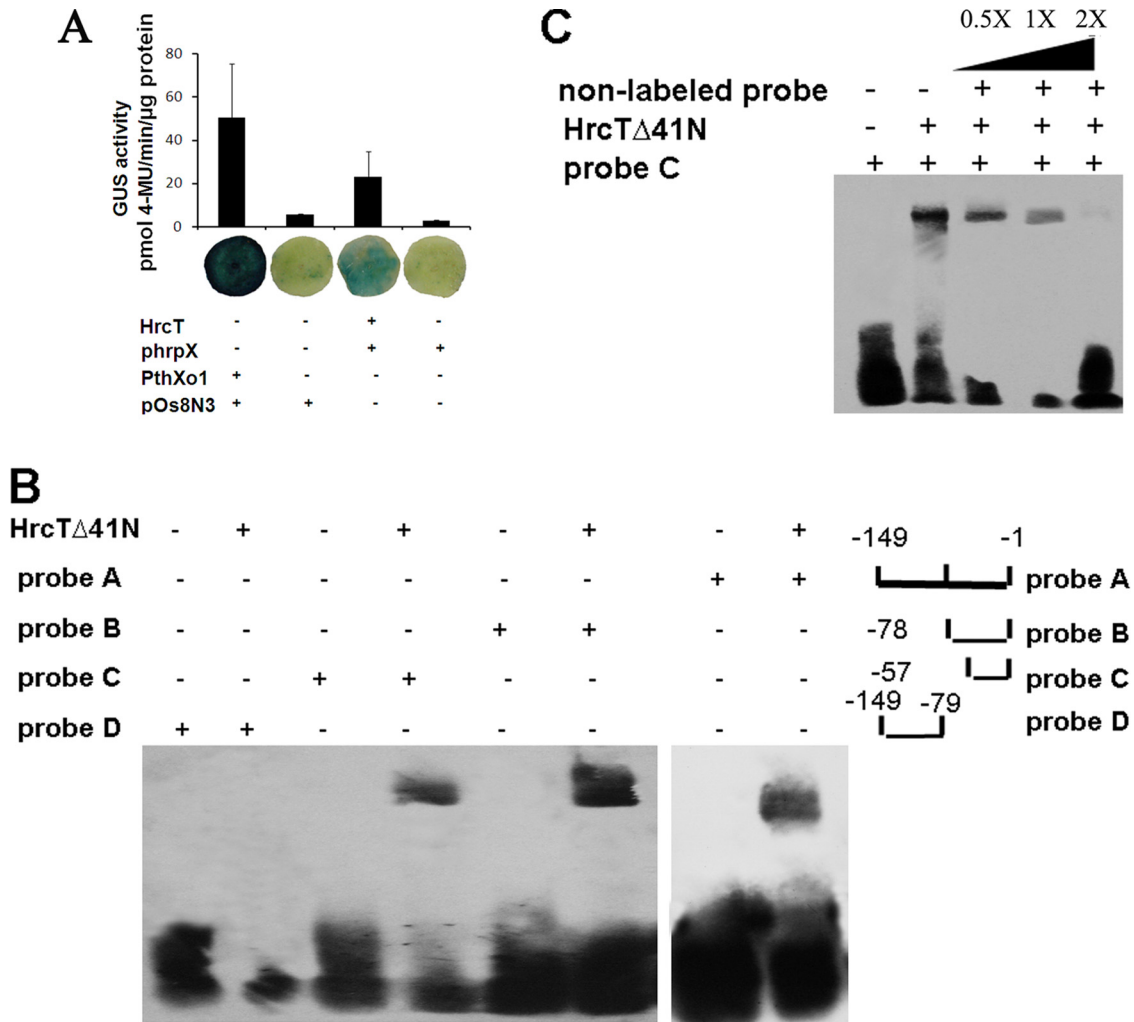 A
GUS activity
pmol 4-MU/min/µg protein
80
60
40
20
0
HrcT - - + -
phrpX - - + +
PthXo1 + - - -
pOs8N3 + + - -
C
0.5X 1X 2X
non-labeled probe - - + + +
HrcTΔ41N - + + + +
probe C + + + + +
B
HrcTΔ41N - + - + - + - +
probe A - - - - - - + +
probe B - - - - + + - -
probe C - - + + - - - -
probe D + + - - - - - -
-149 -1
probe A
-78 probe B
-57 probe C
-149 -79 probe D